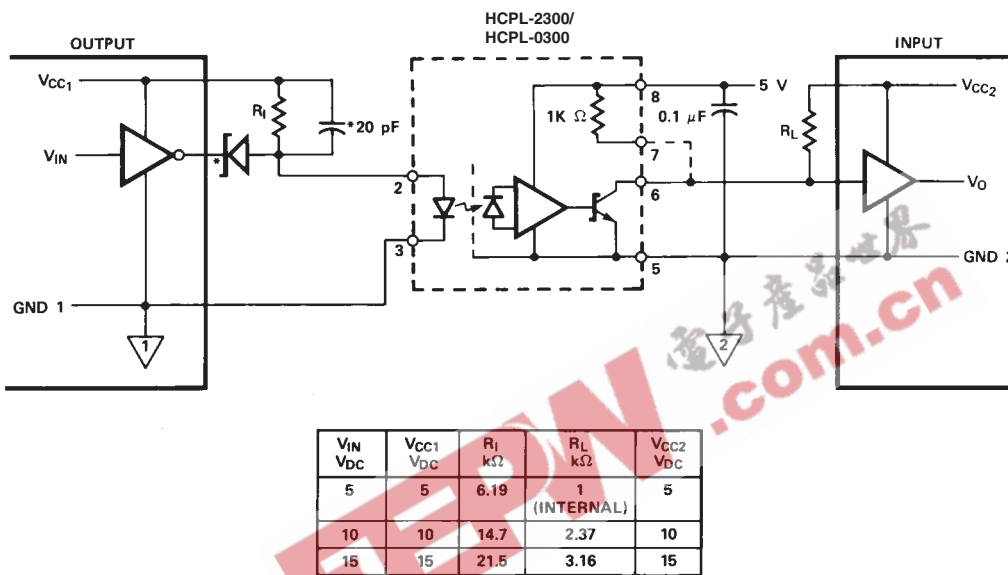 HCPL-2300/
HCPL-0300
OUTPUT
INPUT
VCC1
RI
*20 pF
VIN
*
GND 1
1
2
3
8
1K Ω
0.1 μF
7
6
5
5 V
2
RL
VCC2
VO
GND 2
電子產品世界
EEPW
.com.cn
VIN VDC | VCC1 VDC | RI kΩ | RL kΩ | VCC2 VDC
5 | 5 | 6.19 | 1 (INTERNAL) | 5
10 | 10 | 14.7 | 2.37 | 10
15 | 15 | 21.5 | 3.16 | 15